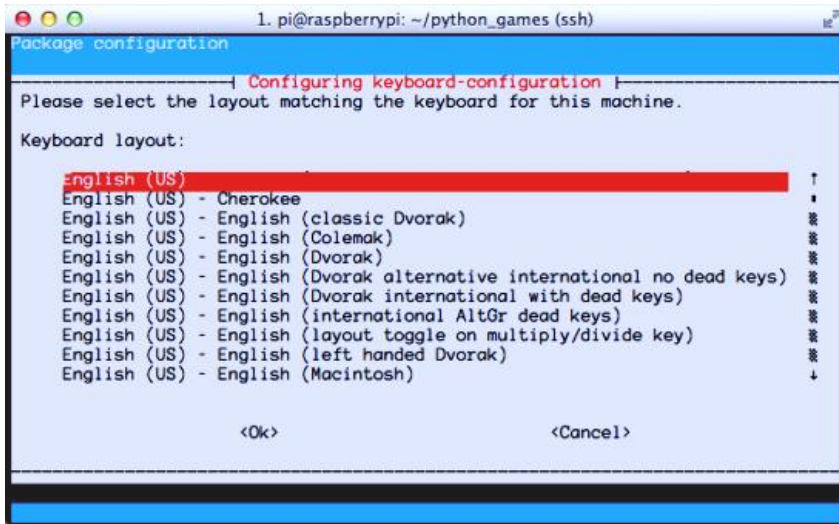 1. pi@raspberrypi: ~/python_games (ssh)
Package configuration
Configuring keyboard-configuration
Please select the layout matching the keyboard for this machine.
Keyboard layout:
English (US)
English (US) - Cherokee
English (US) - English (classic Dvorak)
English (US) - English (Colemak)
English (US) - English (Dvorak)
English (US) - English (Dvorak alternative international no dead keys)
English (US) - English (Dvorak international with dead keys)
English (US) - English (international AltGr dead keys)
English (US) - English (layout toggle on multiply/divide key)
English (US) - English (left handed Dvorak)
English (US) - English (Macintosh)
<Ok> <Cancel>